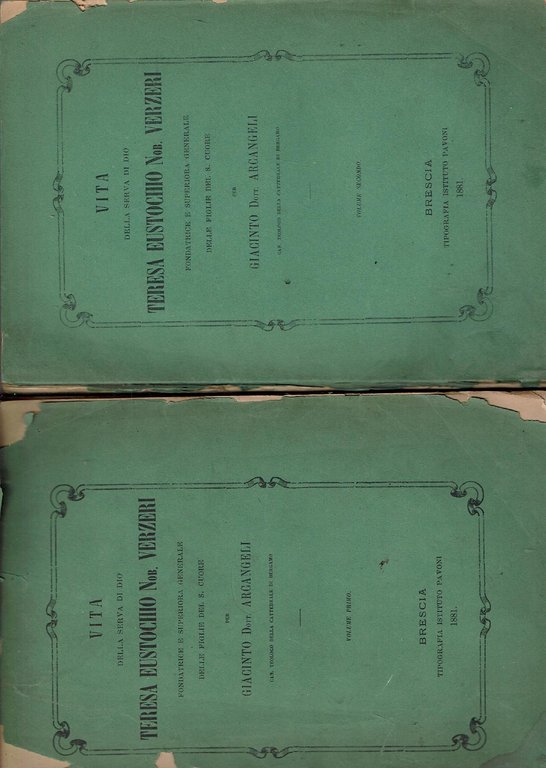 VITA
DELLA SERVA DI DIO
TERESA EUSTOCHIO NOB. VERZERI
FONDATRICE E SUPERIORA GENERALE
DELLE FIGLIE DEL S. CUORE
PER
GIACINTO DOTT. ARCANGELI
CAN. TEOLOGO DELLA CATTEDRALE DI BERGAMO
VOLUME SECONDO
BRESCIA
TIPOGRAFIA ISTITUTO PAVONI
1881.
VITA
DELLA SERVA DI DIO
TERESA EUSTOCHIO NOB. VERZERI
FONDATRICE E SUPERIORA GENERALE
DELLE FIGLIE DEL S. CUORE
PER
GIACINTO DOTT. ARCANGELI
CAN. TEOLOGO DELLA CATTEDRALE DI BERGAMO
VOLUME PRIMO.
BRESCIA
TIPOGRAFIA ISTITUTO PAVONI
1881.